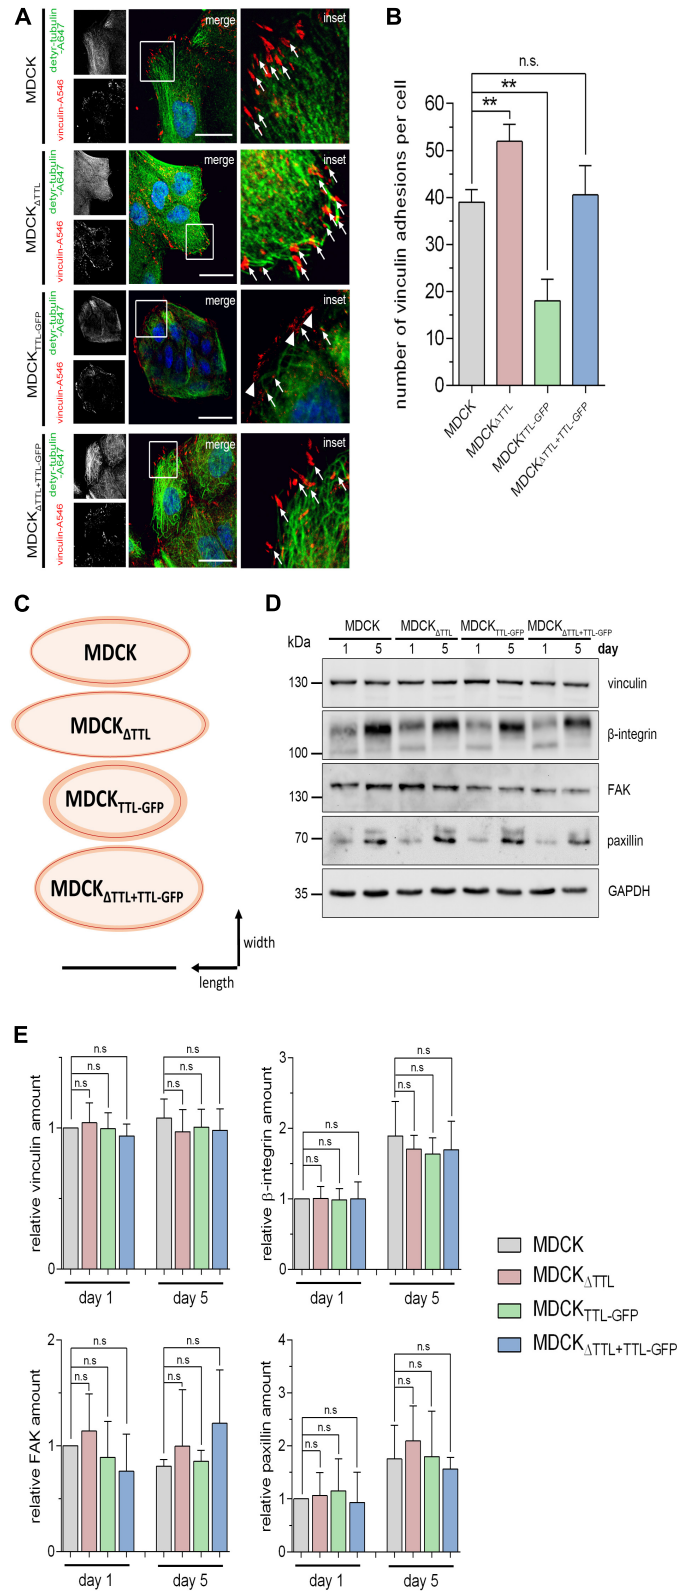 A
MDCK
detyr-tubulin
-A647
vinculin-A546
merge
inset
MDCKΔTTL
detyr-tubulin
-A647
vinculin-A546
merge
inset
MDCKTTL-GFP
detyr-tubulin
-A647
vinculin-A546
merge
inset
MDCKΔTTL+TTL-GFP
detyr-tubulin
-A647
vinculin-A546
merge
inset
B
number of vinculin adhesions per cell
n.s.
**
**
60
50
40
30
20
10
0
MDCK
MDCKΔTTL
MDCKTTL-GFP
MDCKΔTTL+TTL-GFP
C
MDCK
MDCKΔTTL
MDCKTTL-GFP
MDCKΔTTL+TTL-GFP
width
length
D
MDCK MDCKΔTTL MDCKTTL-GFP MDCKΔTTL+TTL-GFP
kDa 1 5 1 5 1 5 1 5 day
130 vinculin
β-integrin
100
FAK
130
70 paxillin
35 GAPDH
E
relative vinculin amount
n.s
n.s
n.s
n.s
n.s
n.s
1
0
day 1 day 5
relative β-integrin amount
n.s
n.s
n.s
n.s
n.s
n.s
3
2
1
0
day 1 day 5
MDCK
MDCKΔTTL
MDCKTTL-GFP
MDCKΔTTL+TTL-GFP
relative FAK amount
n.s
n.s
n.s
n.s
n.s
n.s
2
1
0
day 1 day 5
relative paxillin amount
n.s
n.s
n.s
n.s
n.s
n.s
4
3
2
1
0
day 1 day 5